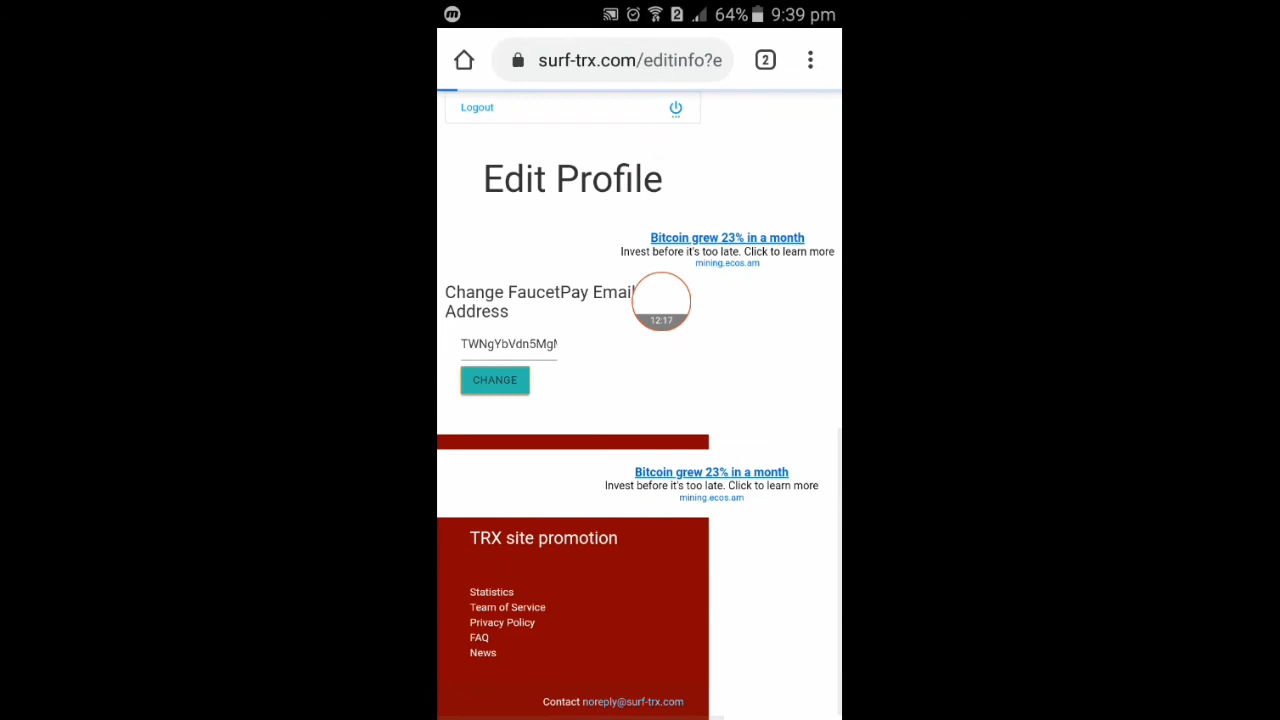 2 64% 9:39 pm
surf-trx.com/editinfo?e 2
Logout
Edit Profile
Bitcoin grew 23% in a month
Invest before it's too late. Click to learn more
mining.ecos.am
Change FaucetPay Email
Address
12:17
TWNgYbVdn5Mg
CHANGE
Bitcoin grew 23% in a month
Invest before it's too late. Click to learn more
mining.ecos.am
TRX site promotion
Statistics
Team of Service
Privacy Policy
FAQ
News
Contact noreply@surf-trx.com